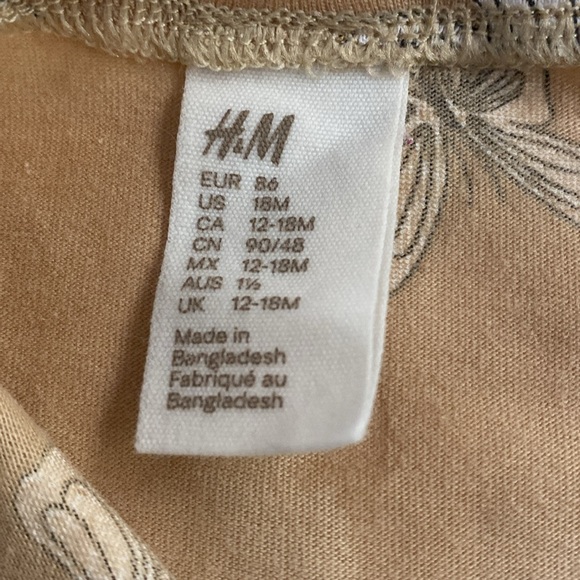 H&M
EUR 86
US 18M
CA 12-18M
CN 90/48
MX 12-18M
AUS 1½
UK 12-18M
Made in
Bangladesh
Fabriqué au
Bangladesh